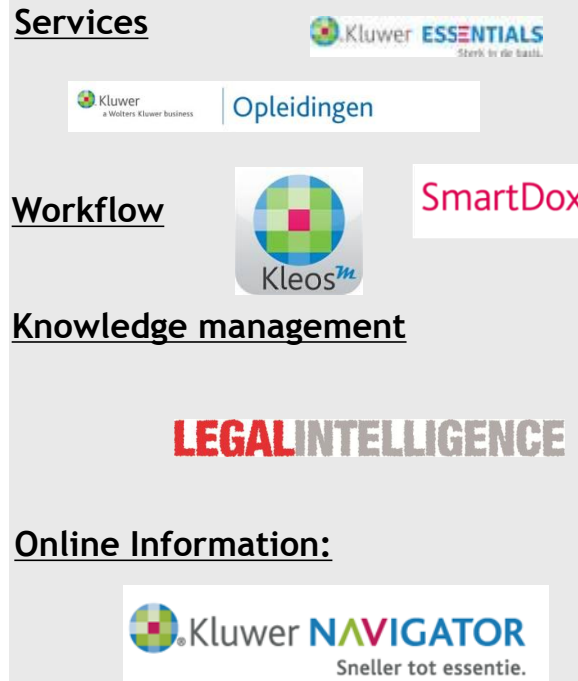 Services
Kluwer ESSENTIALS
Sterk in de basis.
Kluwer
a Wolters Kluwer business
Opleidingen
Workflow
SmartDox
Kleosm
Knowledge management
LEGALINTELLIGENCE
Online Information:
Kluwer NAVIGATOR
Sneller tot essentie.